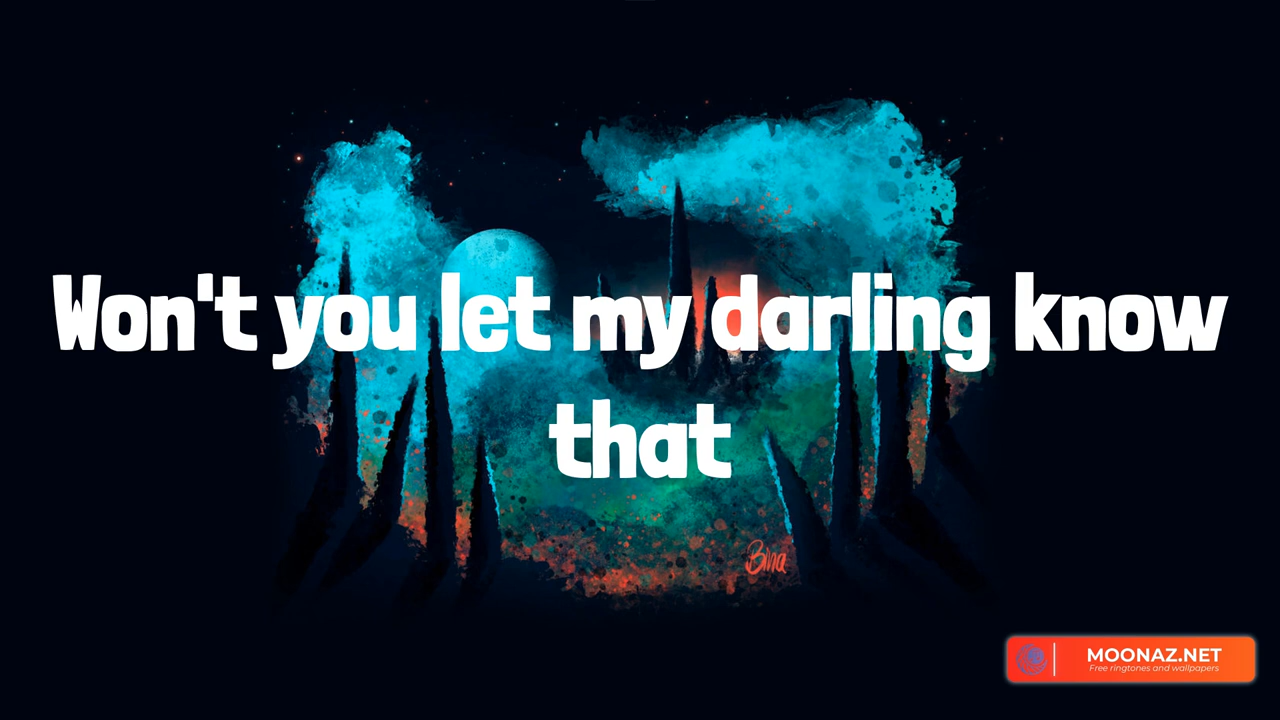 Won't you let my darling know
that
Bina
MOONAZ.NET
Free ringtones and wallpapers